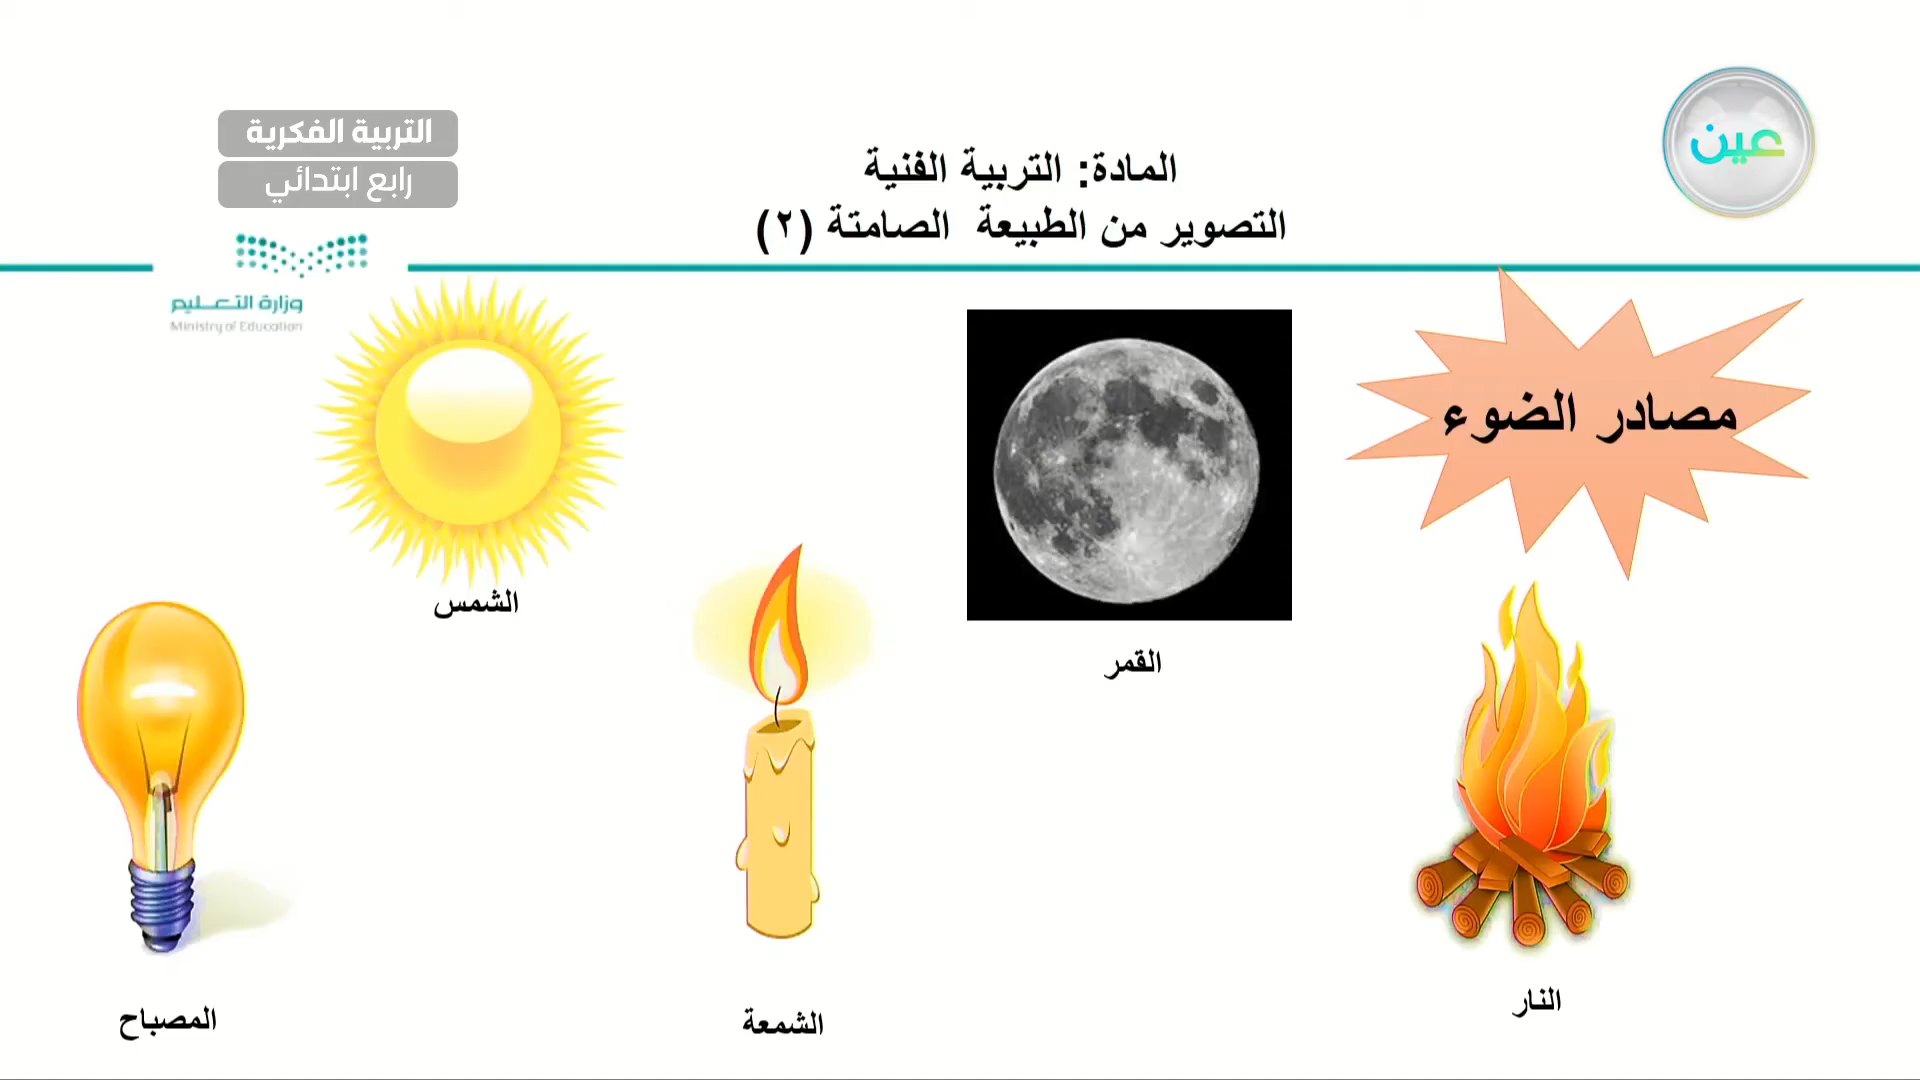 عين
التربية الفكرية
رابع ابتدائي
المادة: التربية الفنية
التصوير من الطبيعة الصامتة (٢)
وزارة التعليم
Ministry of Education
مصادر الضوء
الشمس
القمر
النار
الشمعة
المصباح